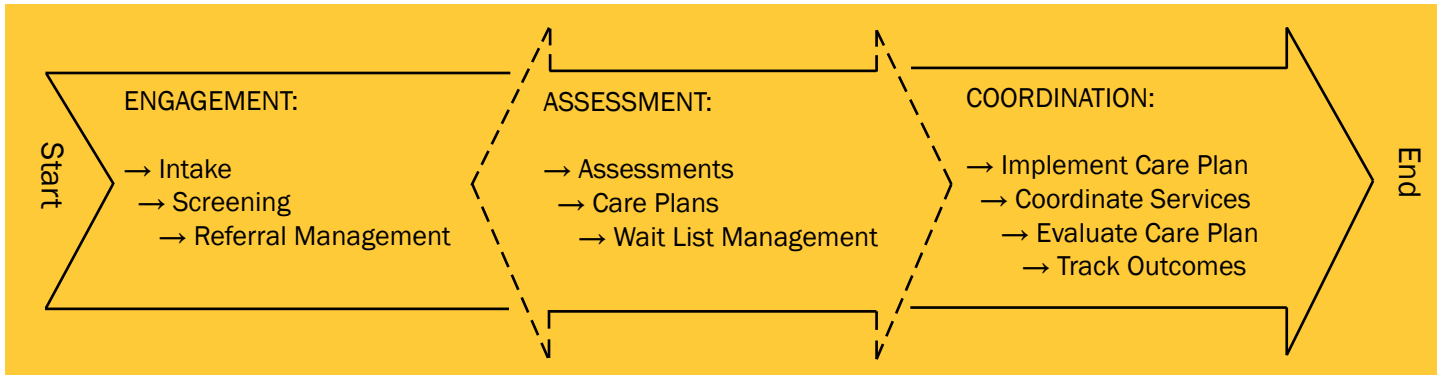 Start
ENGAGEMENT:
→ Intake
→ Screening
→ Referral Management
ASSESSMENT:
→ Assessments
→ Care Plans
→ Wait List Management
COORDINATION:
→ Implement Care Plan
→ Coordinate Services
→ Evaluate Care Plan
→ Track Outcomes
End